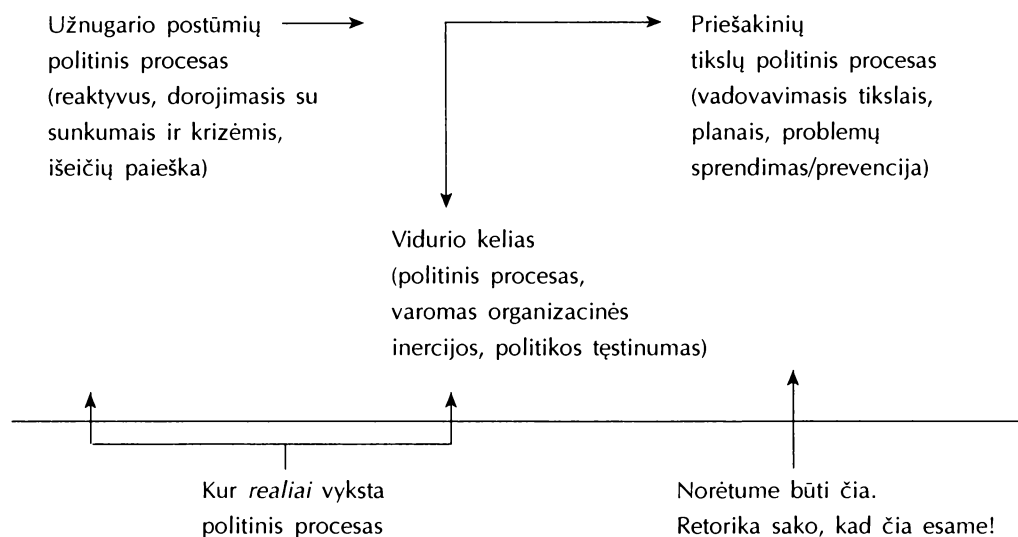 Užnugario postūmių
politinis procesas
(reaktyvus, dorojimasis su
sunkumais ir krizėmis,
išeičių paieška)
Priešakinių
tikslų politinis procesas
(vadovavimasis tikslais,
planais, problemų
sprendimas/prevencija)
Vidurio kelias
(politinis procesas,
varomas organizacinės
inercijos, politikos tęstinumas)
Kur realiai vyksta
politinis procesas
Norėtume būti čia.
Retorika sako, kad čia esame!